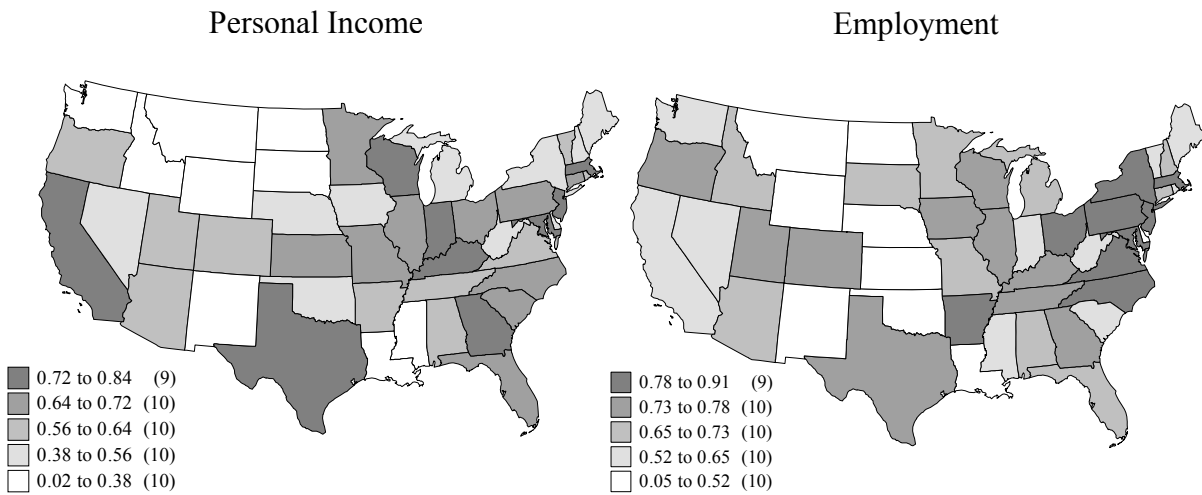 Personal Income
Employment
0.72 to 0.84 (9)
0.64 to 0.72 (10)
0.56 to 0.64 (10)
0.38 to 0.56 (10)
0.02 to 0.38 (10)
0.78 to 0.91 (9)
0.73 to 0.78 (10)
0.65 to 0.73 (10)
0.52 to 0.65 (10)
0.05 to 0.52 (10)